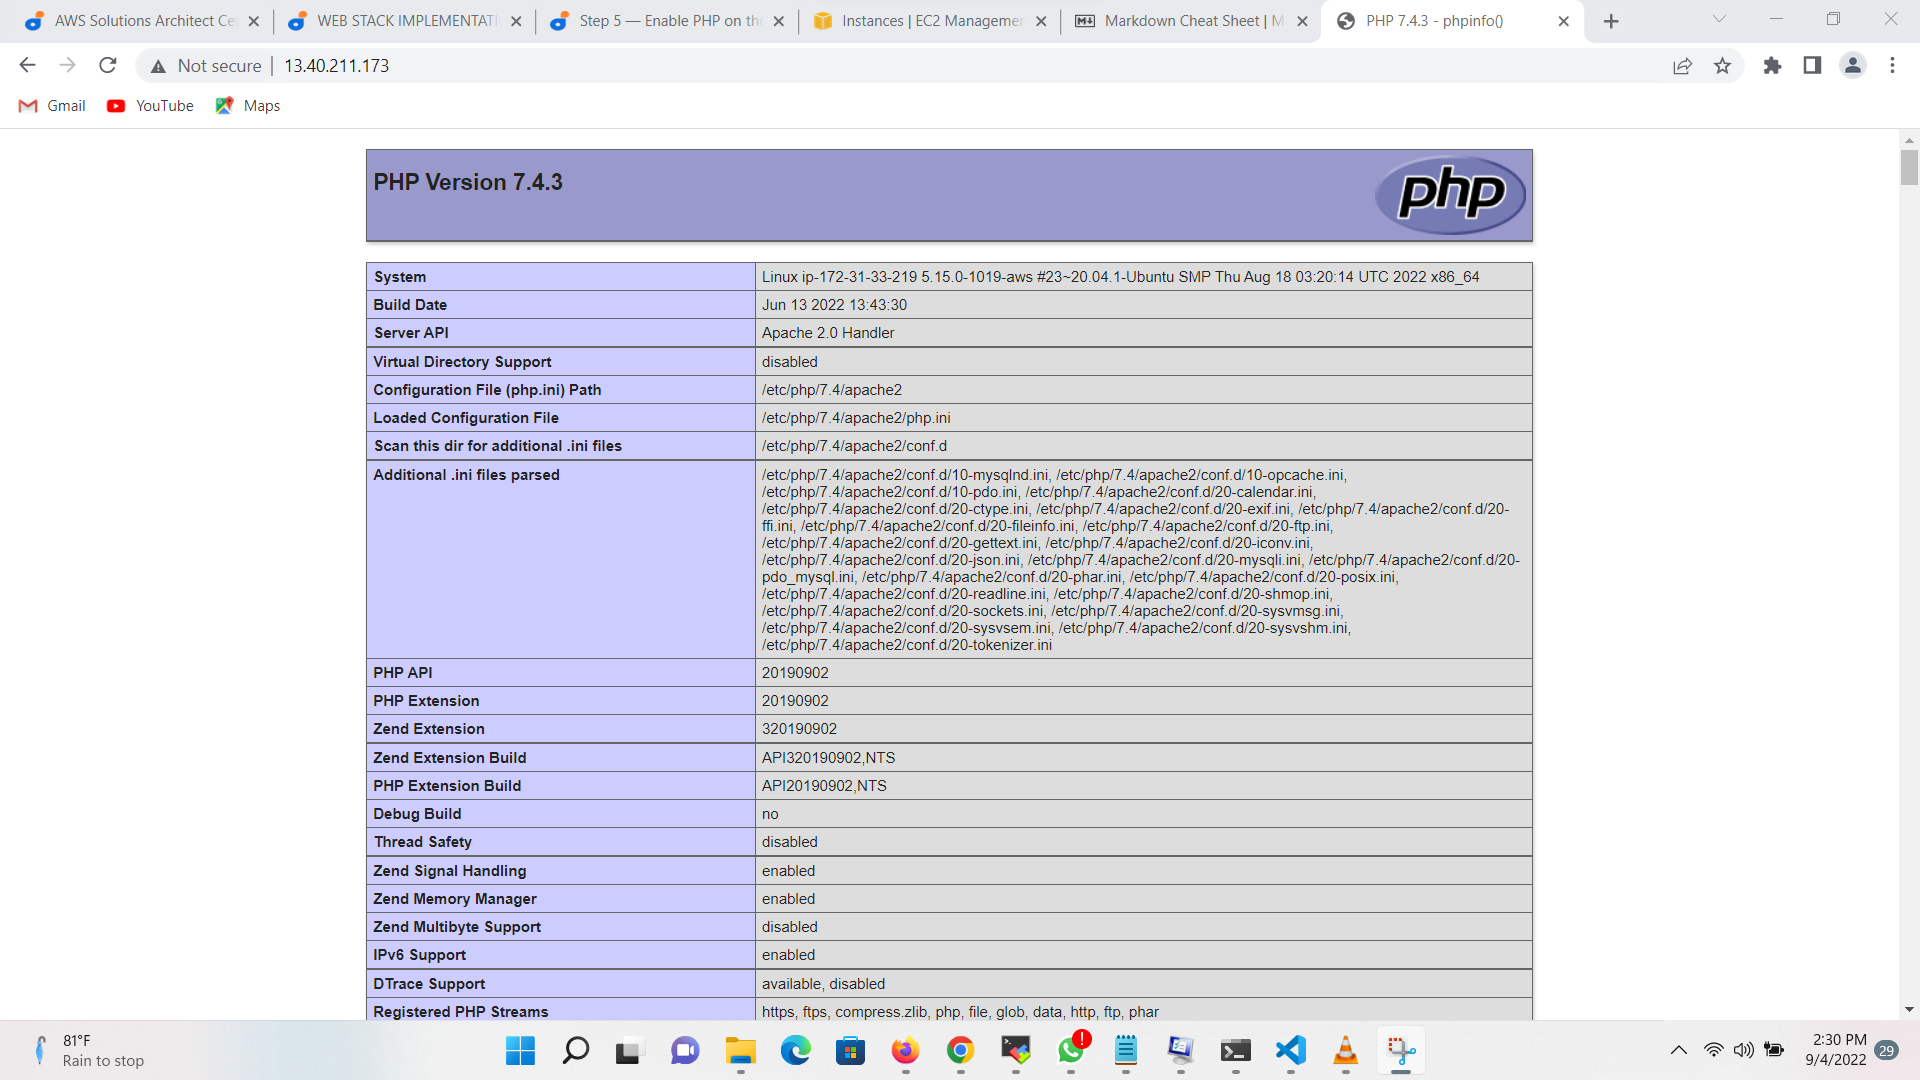 AWS Solutions Architect Ce
WEB STACK IMPLEMENTATI
Step 5 — Enable PHP on the
Instances | EC2 Managemen
Markdown Cheat Sheet | M
PHP 7.4.3 - phpinfo()
Not secure
13.40.211.173
Gmail
YouTube
Maps
PHP Version 7.4.3
php
System Linux ip-172-31-33-219 5.15.0-1019-aws #23~20.04.1-Ubuntu SMP Thu Aug 18 03:20:14 UTC 2022 x86_64
Build Date Jun 13 2022 13:43:30
Server API Apache 2.0 Handler
Virtual Directory Support disabled
Configuration File (php.ini) Path /etc/php/7.4/apache2
Loaded Configuration File /etc/php/7.4/apache2/php.ini
Scan this dir for additional .ini files /etc/php/7.4/apache2/conf.d
Additional .ini files parsed /etc/php/7.4/apache2/conf.d/10-mysqlnd.ini, /etc/php/7.4/apache2/conf.d/10-opcache.ini,
/etc/php/7.4/apache2/conf.d/10-pdo.ini, /etc/php/7.4/apache2/conf.d/20-calendar.ini,
/etc/php/7.4/apache2/conf.d/20-ctype.ini, /etc/php/7.4/apache2/conf.d/20-exif.ini, /etc/php/7.4/apache2/conf.d/20-
ffi.ini, /etc/php/7.4/apache2/conf.d/20-fileinfo.ini, /etc/php/7.4/apache2/conf.d/20-ftp.ini,
/etc/php/7.4/apache2/conf.d/20-gettext.ini, /etc/php/7.4/apache2/conf.d/20-iconv.ini,
/etc/php/7.4/apache2/conf.d/20-json.ini, /etc/php/7.4/apache2/conf.d/20-mysqli.ini, /etc/php/7.4/apache2/conf.d/20-
pdo_mysql.ini, /etc/php/7.4/apache2/conf.d/20-phar.ini, /etc/php/7.4/apache2/conf.d/20-posix.ini,
/etc/php/7.4/apache2/conf.d/20-readline.ini, /etc/php/7.4/apache2/conf.d/20-shmop.ini,
/etc/php/7.4/apache2/conf.d/20-sockets.ini, /etc/php/7.4/apache2/conf.d/20-sysvmsg.ini,
/etc/php/7.4/apache2/conf.d/20-sysvsem.ini, /etc/php/7.4/apache2/conf.d/20-sysvshm.ini,
/etc/php/7.4/apache2/conf.d/20-tokenizer.ini
PHP API 20190902
PHP Extension 20190902
Zend Extension 320190902
Zend Extension Build API320190902,NTS
PHP Extension Build API20190902,NTS
Debug Build no
Thread Safety disabled
Zend Signal Handling enabled
Zend Memory Manager enabled
Zend Multibyte Support disabled
IPv6 Support enabled
DTrace Support available, disabled
Registered PHP Streams https, ftps, compress.zlib, php, file, glob, data, http, ftp, phar
81°F
Rain to stop
2:30 PM
9/4/2022
29